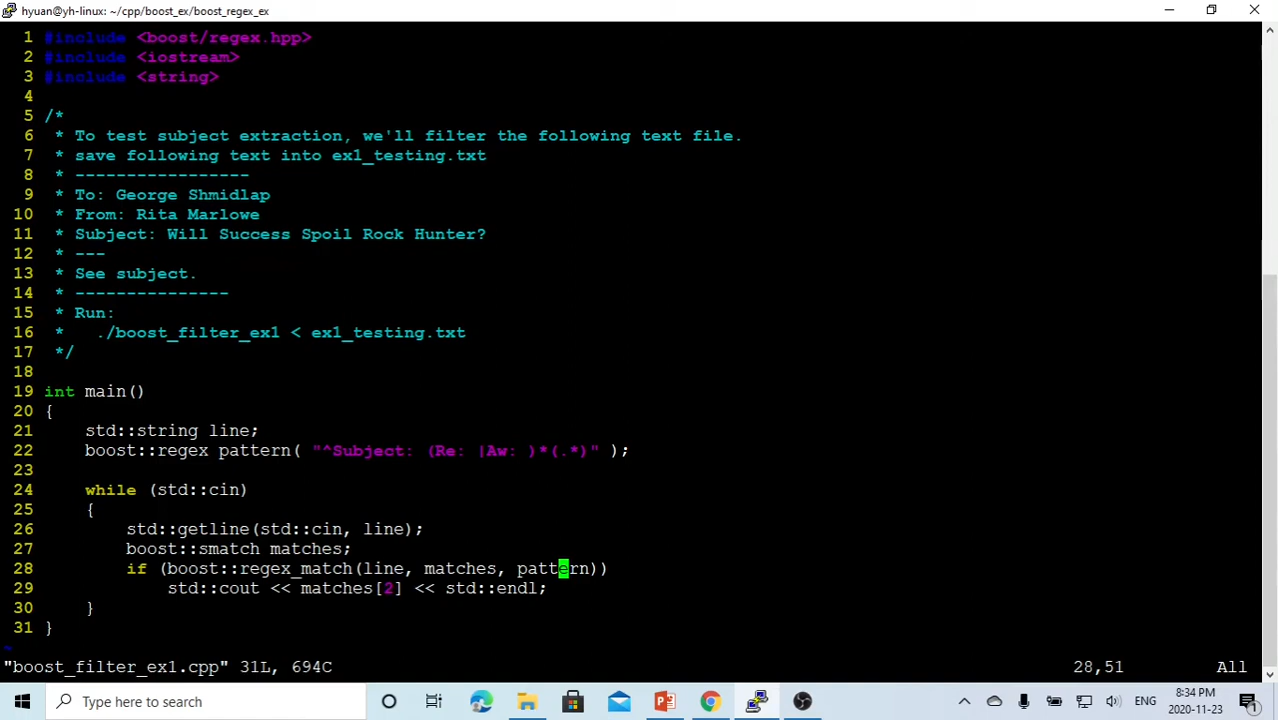 hyuan@yh-linux: ~/cpp/boost_ex/boost_regex_ex
1 #include <boost/regex.hpp>
2 #include <iostream>
3 #include <string>
4
5 /*
6  * To test subject extraction, we'll filter the following text file.
7  * save following text into ex1_testing.txt
8  * -----------------
9  * To: George Shmidlap
10  * From: Rita Marlowe
11  * Subject: Will Success Spoil Rock Hunter?
12  * ---
13  * See subject.
14  * ---------------
15  * Run:
16  *   ./boost_filter_ex1 < ex1_testing.txt
17  */
18
19 int main()
20 {
21     std::string line;
22     boost::regex pattern( "^Subject: (Re: |Aw: )*(.*)" );
23
24     while (std::cin)
25     {
26         std::getline(std::cin, line);
27         boost::smatch matches;
28         if (boost::regex_match(line, matches, pattern))
29             std::cout << matches[2] << std::endl;
30     }
31 }
~
"boost_filter_ex1.cpp" 31L, 694C 28,51 All
Type here to search
ENG
8:34 PM
2020-11-23
1